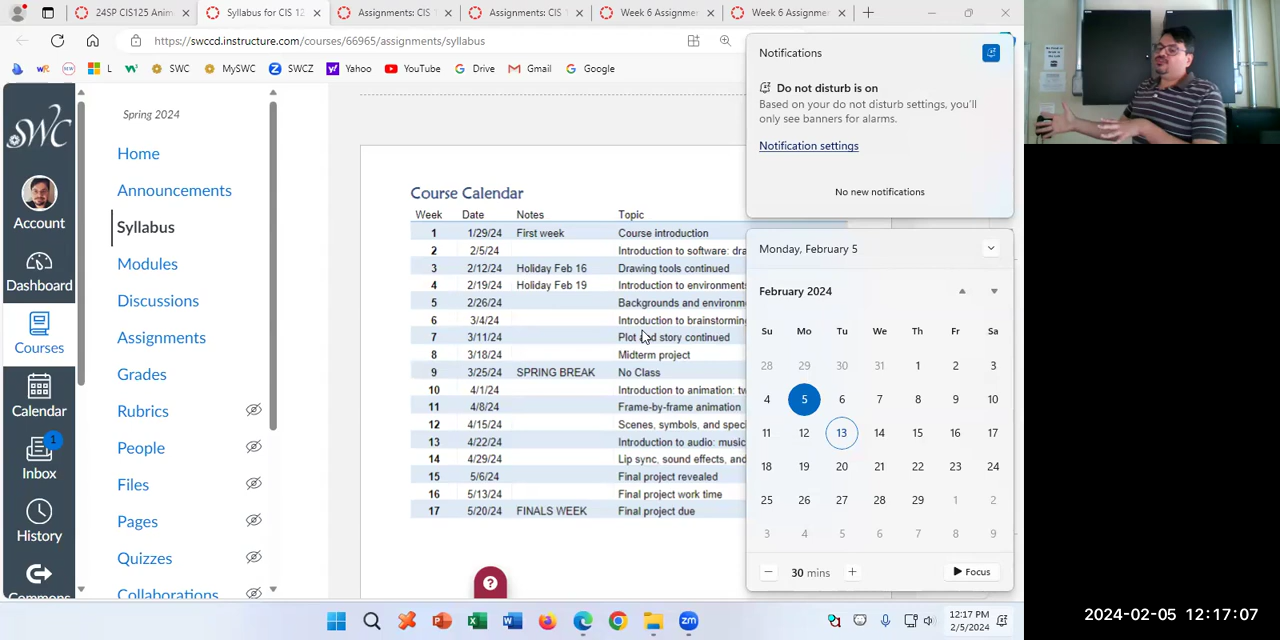 24SP CIS125 Anim
Syllabus for CIS 12
Assignments: CIS 1
Assignments: CIS 1
Week 6 Assignmen
Week 6 Assignmen
https://swccd.instructure.com/courses/66965/assignments/syllabus
L
SWC
MySWC
SWCZ
Yahoo
YouTube
Drive
Gmail
Google
SWC
Account
Dashboard
Courses
Calendar
1
Inbox
History
Commons
Spring 2024
Home
Announcements
Syllabus
Modules
Discussions
Assignments
Grades
Rubrics
People
Files
Pages
Quizzes
Collaborations
Course Calendar
Week Date Notes Topic
1 1/29/24 First week Course introduction
2 2/5/24 Introduction to software: dra
3 2/12/24 Holiday Feb 16 Drawing tools continued
4 2/19/24 Holiday Feb 19 Introduction to environments
5 2/26/24 Backgrounds and environm
6 3/4/24 Introduction to brainstorming
7 3/11/24 Plot and story continued
8 3/18/24 Midterm project
9 3/25/24 SPRING BREAK No Class
10 4/1/24 Introduction to animation: tw
11 4/8/24 Frame-by-frame animation
12 4/15/24 Scenes, symbols, and speci
13 4/22/24 Introduction to audio: music
14 4/29/24 Lip sync, sound effects, and
15 5/6/24 Final project revealed
16 5/13/24 Final project work time
17 5/20/24 FINALS WEEK Final project due
?
Notifications
Do not disturb is on
Based on your do not disturb settings, you'll
only see banners for alarms.
Notification settings
No new notifications
Monday, February 5
February 2024
Su Mo Tu We Th Fr Sa
28 29 30 31 1 2 3
4 5 6 7 8 9 10
11 12 13 14 15 16 17
18 19 20 21 22 23 24
25 26 27 28 29 1 2
3 4 5 6 7 8 9
30 mins
Focus
12:17 PM
2/5/2024
2024-02-05 12:17:07